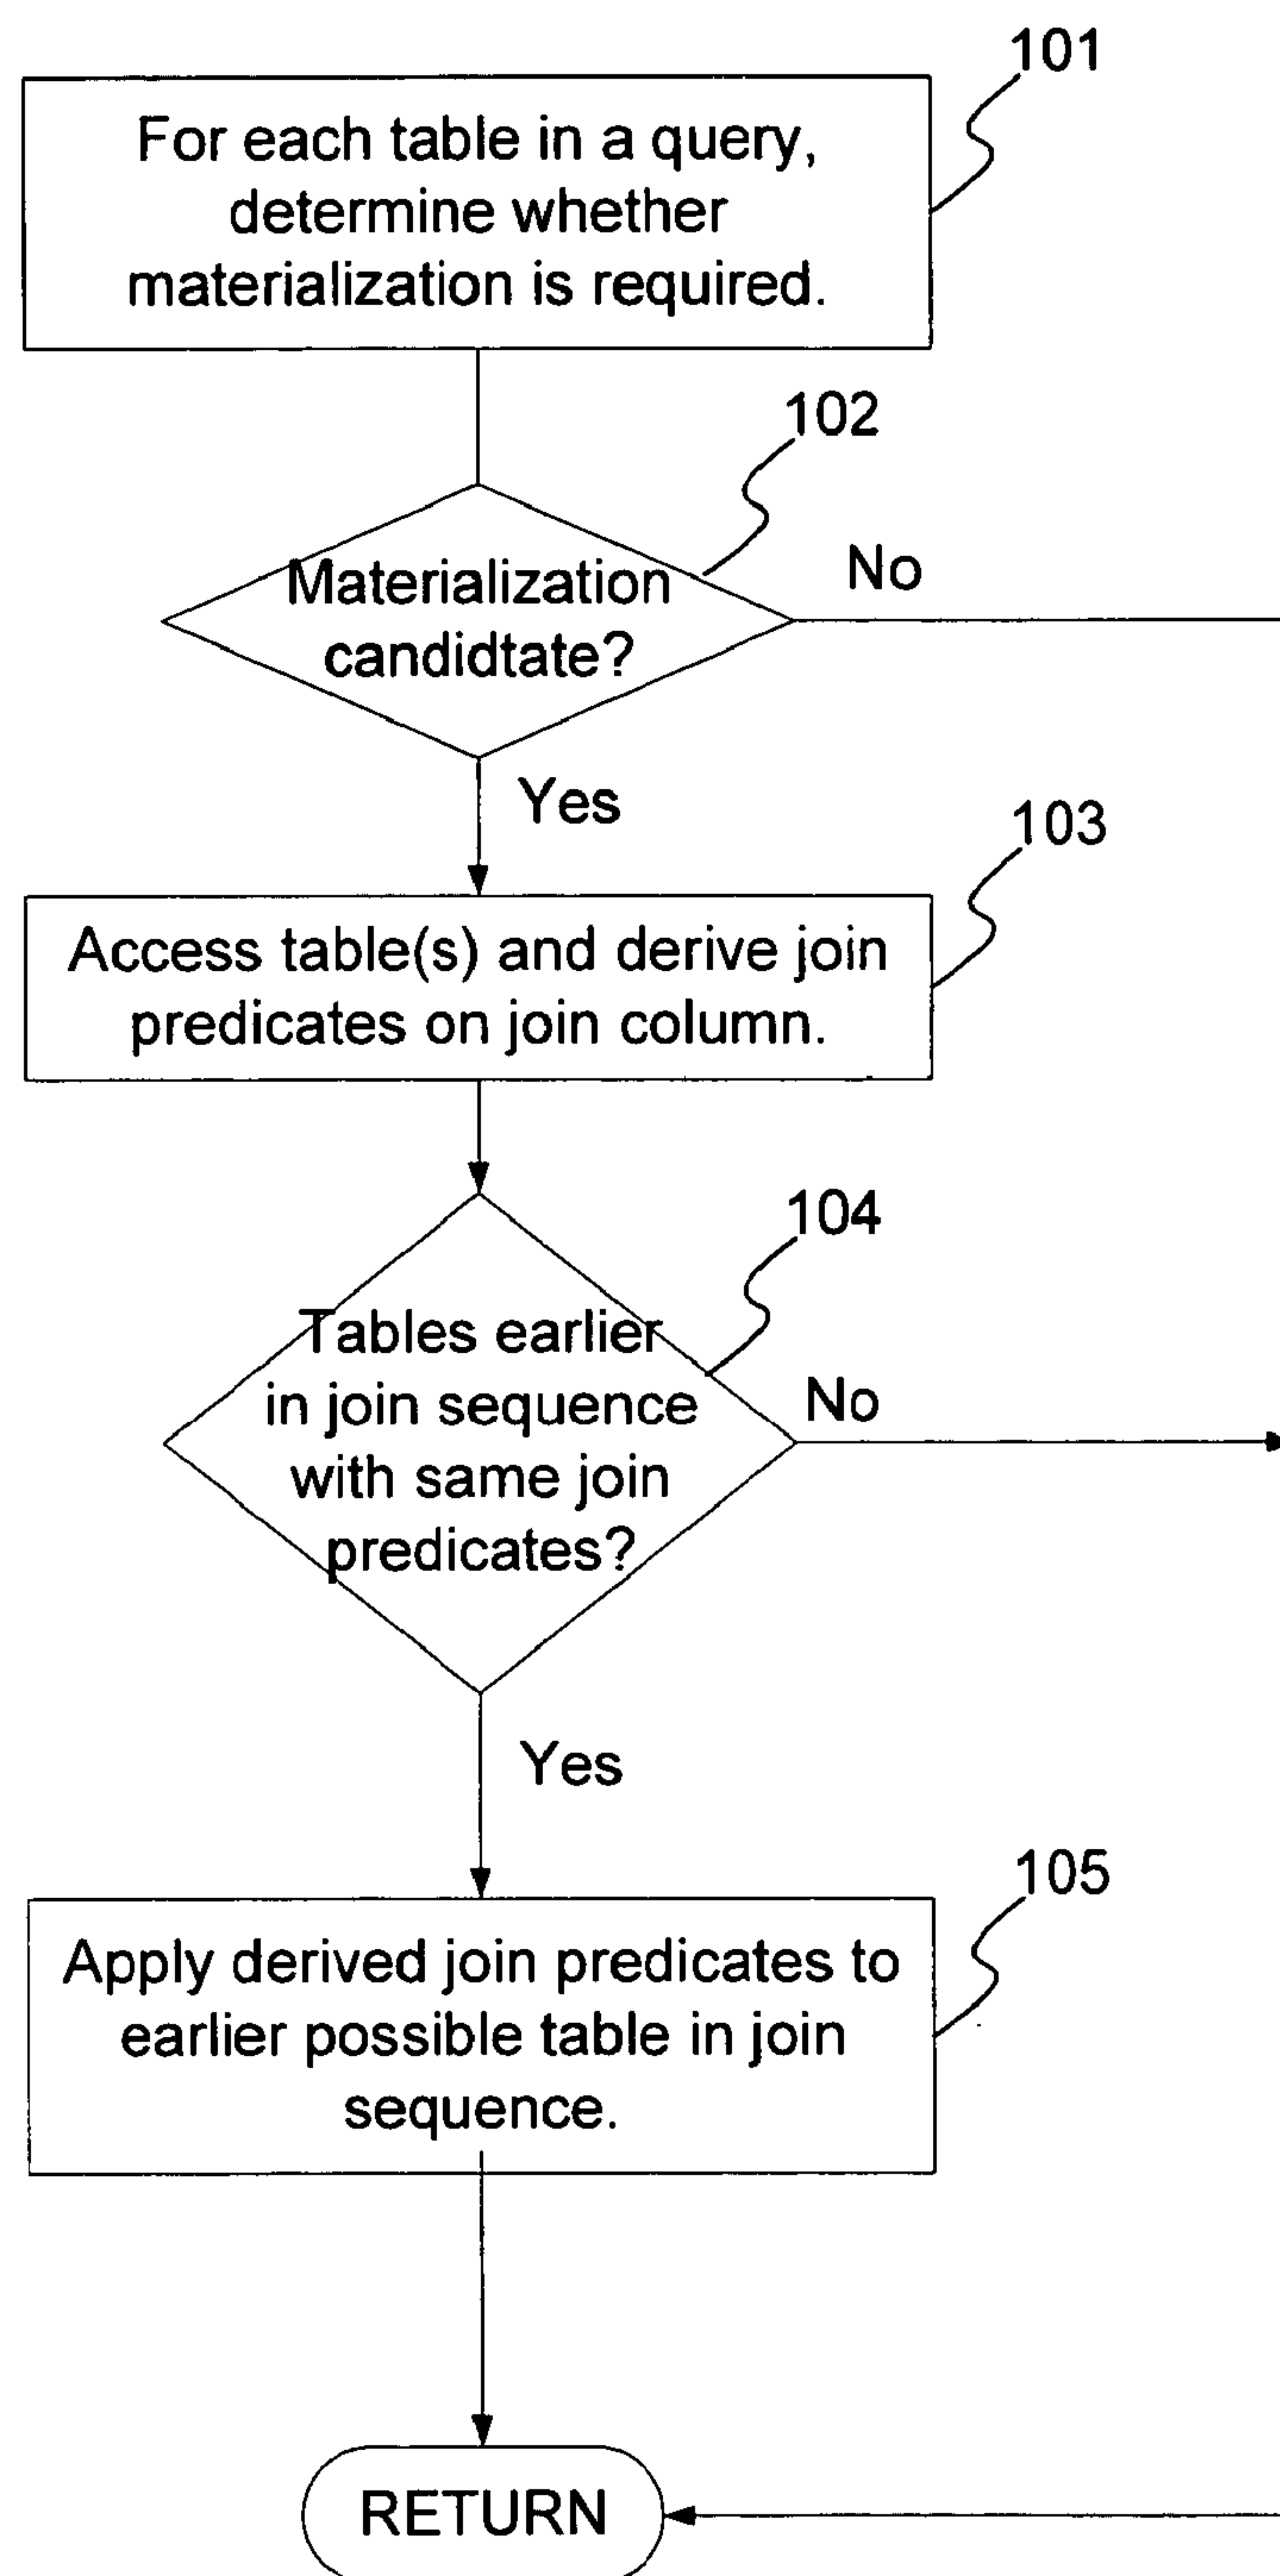 101
For each table in a query,
determine whether
materialization is required.
102
Materialization
candidtate?
No
Yes
103
Access table(s) and derive join
predicates on join column.
104
Tables earlier
in join sequence
with same join
predicates?
No
Yes
105
Apply derived join predicates to
earlier possible table in join
sequence.
RETURN